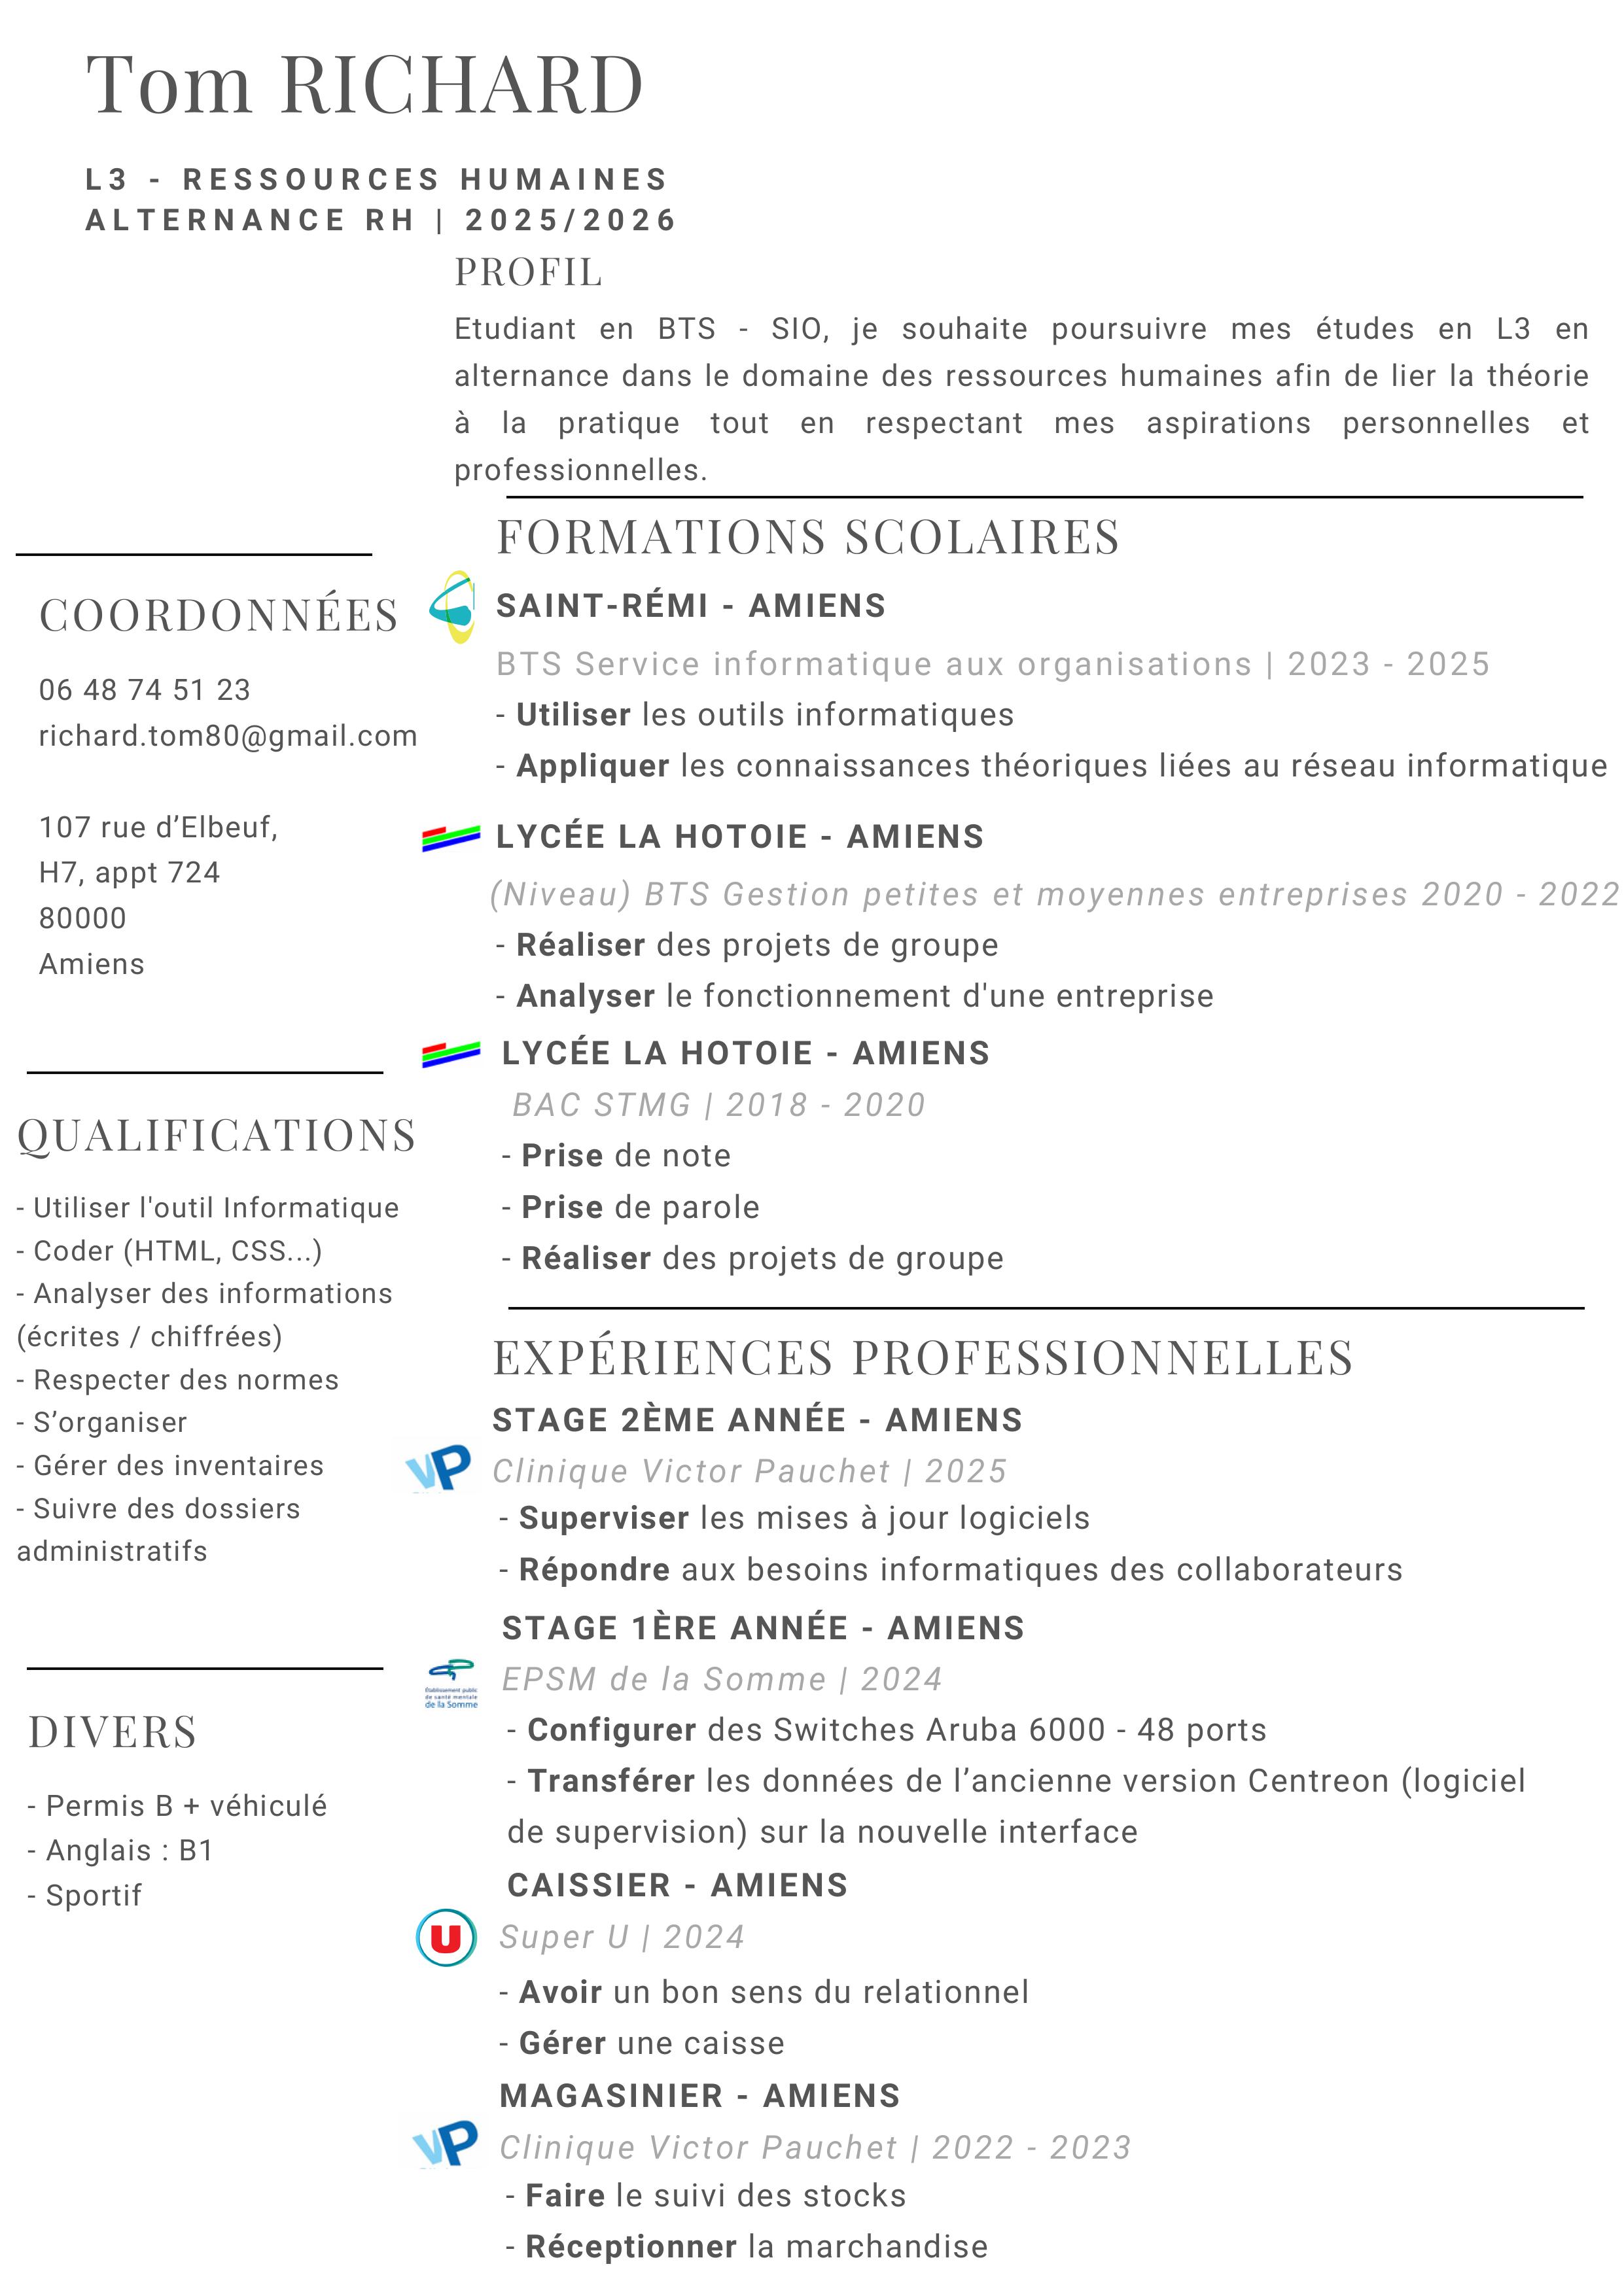 Tom RICHARD
L3 - RESSOURCES HUMAINES
ALTERNANCE RH | 2025/2026
PROFIL
Etudiant en BTS - SIO, je souhaite poursuivre mes études en L3 en
alternance dans le domaine des ressources humaines afin de lier la théorie
à la pratique tout en respectant mes aspirations personnelles et
professionnelles.
COORDONNÉES
06 48 74 51 23
richard.tom80@gmail.com
107 rue d’Elbeuf,
H7, appt 724
80000
Amiens
QUALIFICATIONS
- Utiliser l'outil Informatique
- Coder (HTML, CSS...)
- Analyser des informations
(écrites / chiffrées)
- Respecter des normes
- S’organiser
- Gérer des inventaires
- Suivre des dossiers
administratifs
DIVERS
- Permis B + véhiculé
- Anglais : B1
- Sportif
FORMATIONS SCOLAIRES
SAINT-RÉMI - AMIENS
BTS Service informatique aux organisations | 2023 - 2025
- Utiliser les outils informatiques
- Appliquer les connaissances théoriques liées au réseau informatique
LYCÉE LA HOTOIE - AMIENS
(Niveau) BTS Gestion petites et moyennes entreprises 2020 - 2022
- Réaliser des projets de groupe
- Analyser le fonctionnement d'une entreprise
LYCÉE LA HOTOIE - AMIENS
BAC STMG | 2018 - 2020
- Prise de note
- Prise de parole
- Réaliser des projets de groupe
EXPÉRIENCES PROFESSIONNELLES
STAGE 2ÈME ANNÉE - AMIENS
VP
Clinique Victor Pauchet | 2025
- Superviser les mises à jour logiciels
- Répondre aux besoins informatiques des collaborateurs
STAGE 1ÈRE ANNÉE - AMIENS
Établissement public
de santé mentale
de la Somme
EPSM de la Somme | 2024
- Configurer des Switches Aruba 6000 - 48 ports
- Transférer les données de l’ancienne version Centreon (logiciel
de supervision) sur la nouvelle interface
CAISSIER - AMIENS
U
Super U | 2024
- Avoir un bon sens du relationnel
- Gérer une caisse
MAGASINIER - AMIENS
VP
Clinique Victor Pauchet | 2022 - 2023
- Faire le suivi des stocks
- Réceptionner la marchandise